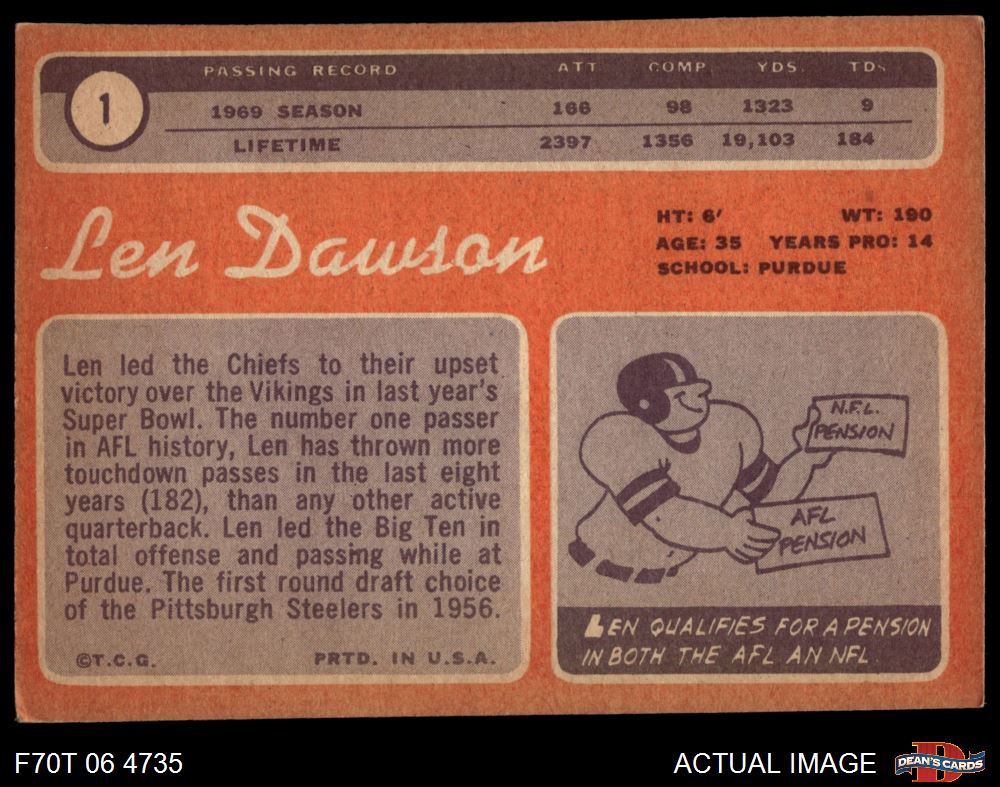 1
PASSING RECORD ATT COMP YDS. TDS
1969 SEASON 166 98 1323 9
LIFETIME 2397 1356 19,103 184
Len Dawson
HT: 6' WT: 190
AGE: 35 YEARS PRO: 14
SCHOOL: PURDUE
Len led the Chiefs to their upset
victory over the Vikings in last year's
Super Bowl. The number one passer
in AFL history, Len has thrown more
touchdown passes in the last eight
years (182), than any other active
quarterback. Len led the Big Ten in
total offense and passing while at
Purdue. The first round draft choice
of the Pittsburgh Steelers in 1956.
©T.C.G. PRTD. IN U.S.A.
N.F.L.
PENSION
AFL
PENSION
LEN QUALIFIES FOR A PENSION
IN BOTH THE AFL AN NFL.
F70T 06 4735 ACTUAL IMAGE
D
DEAN'S CARDS